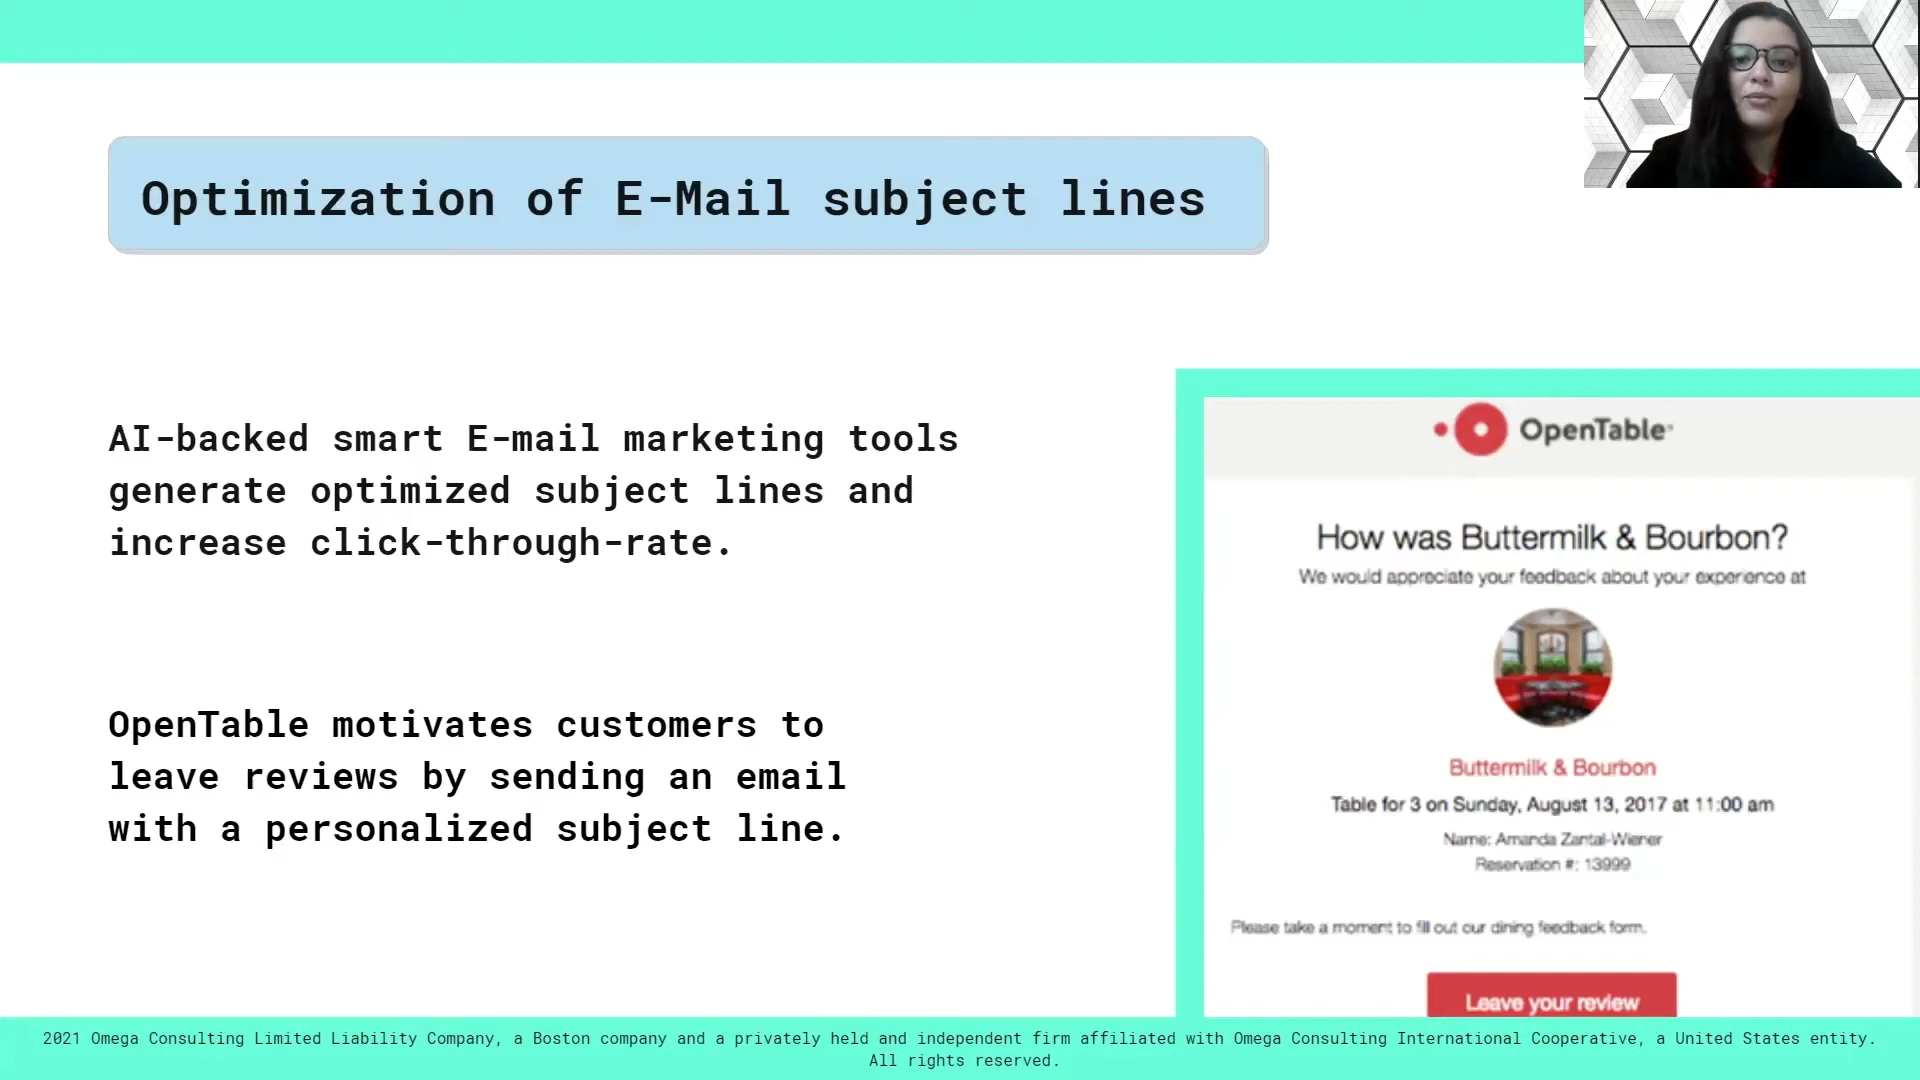 Optimization of E-Mail subject lines
AI-backed smart E-mail marketing tools
generate optimized subject lines and
increase click-through-rate.
OpenTable motivates customers to
leave reviews by sending an email
with a personalized subject line.
OpenTable
How was Buttermilk & Bourbon?
We would appreciate your feedback about your experience at
Buttermilk & Bourbon
Table for 3 on Sunday, August 13, 2017 at 11:00 am
Name: Amanda Zantal-Wiener
Reservation #: 13999
Please take a moment to fill out our dining feedback form.
Leave your review
2021 Omega Consulting Limited Liability Company, a Boston company and a privately held and independent firm affiliated with Omega Consulting International Cooperative, a United States entity.
All rights reserved.